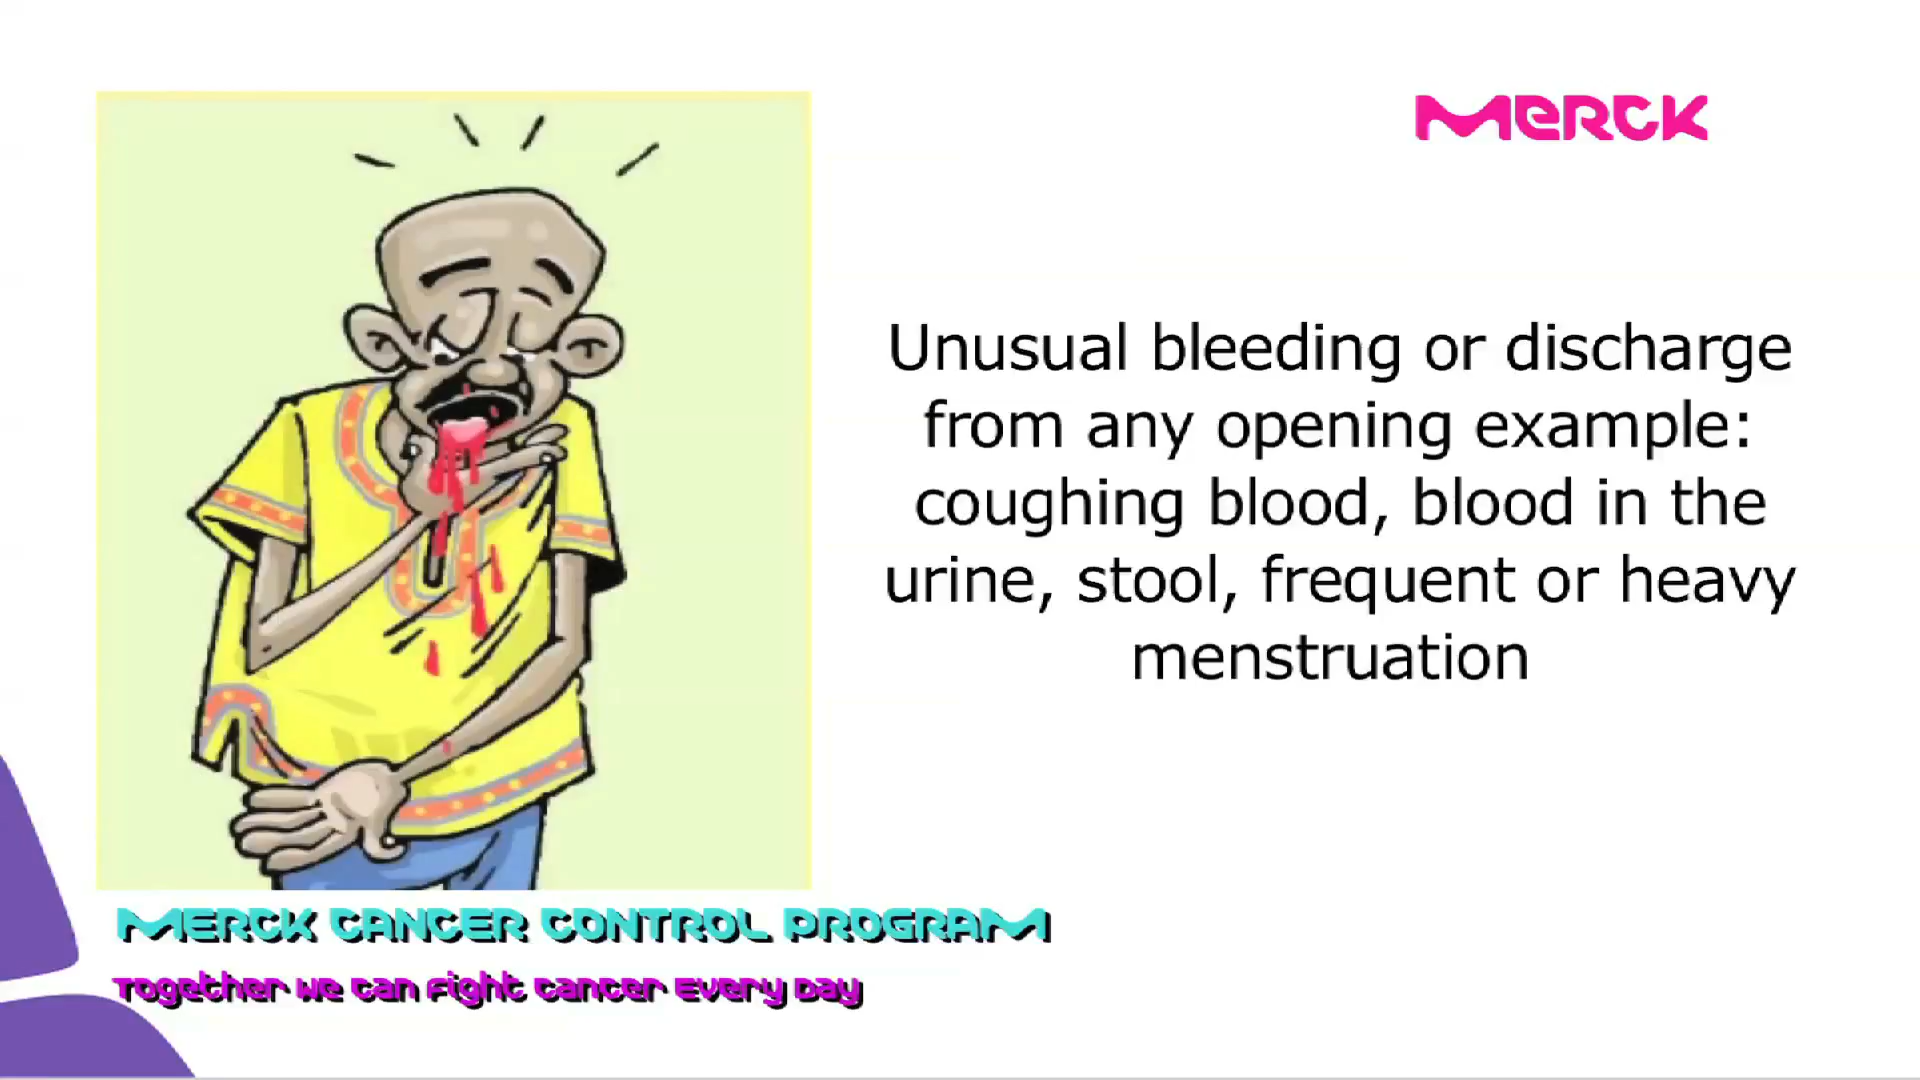 MERCK
Unusual bleeding or discharge
from any opening example:
coughing blood, blood in the
urine, stool, frequent or heavy
menstruation
MERCK CANCER CONTROL PROGRAM
Together We Can Fight Cancer Every Day